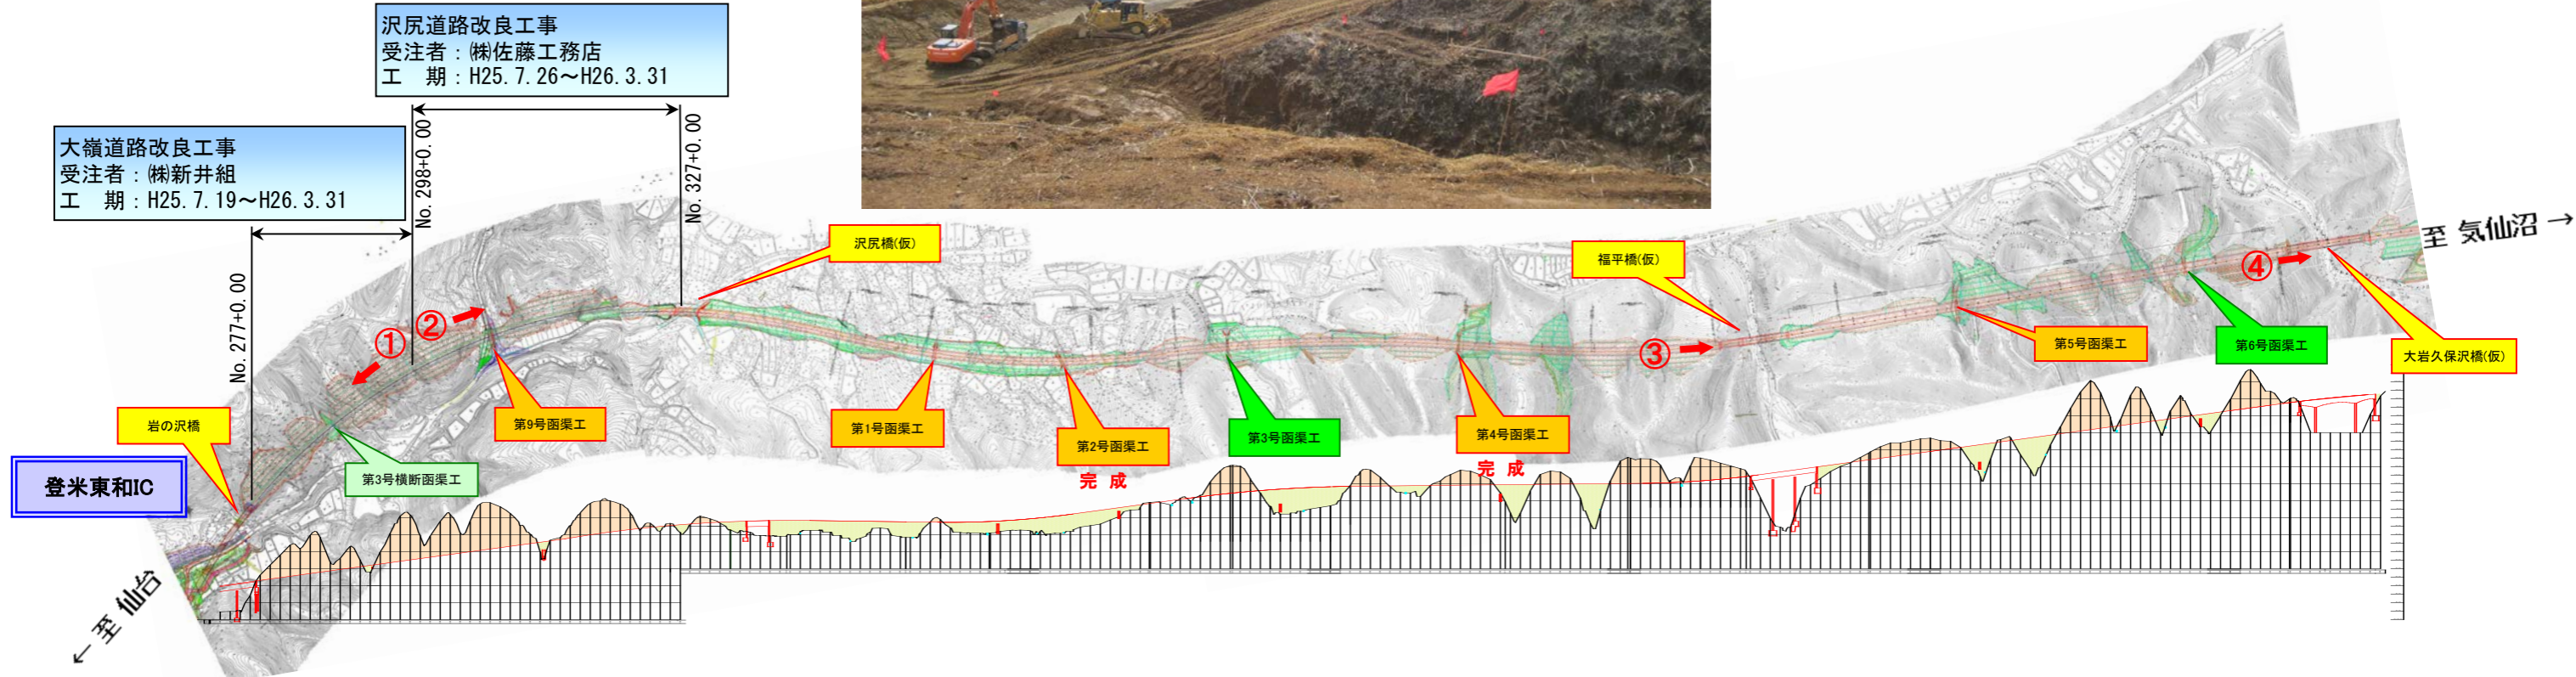 沢尻道路改良工事
受注者：㈱佐藤工務店
工　期：H25.7.26～H26.3.31
大嶺道路改良工事
受注者：㈱新井組
工　期：H25.7.19～H26.3.31
No.298+0.00
No.327+0.00
No.277+0.00
沢尻橋(仮)
福平橋(仮)
至 気仙沼 →
①
②
③
④
岩の沢橋
第9号函渠工
第1号函渠工
第2号函渠工
完 成
第3号函渠工
第4号函渠工
完 成
第5号函渠工
第6号函渠工
大岩久保沢橋(仮)
第3号横断函渠工
登米東和IC
← 至 仙台